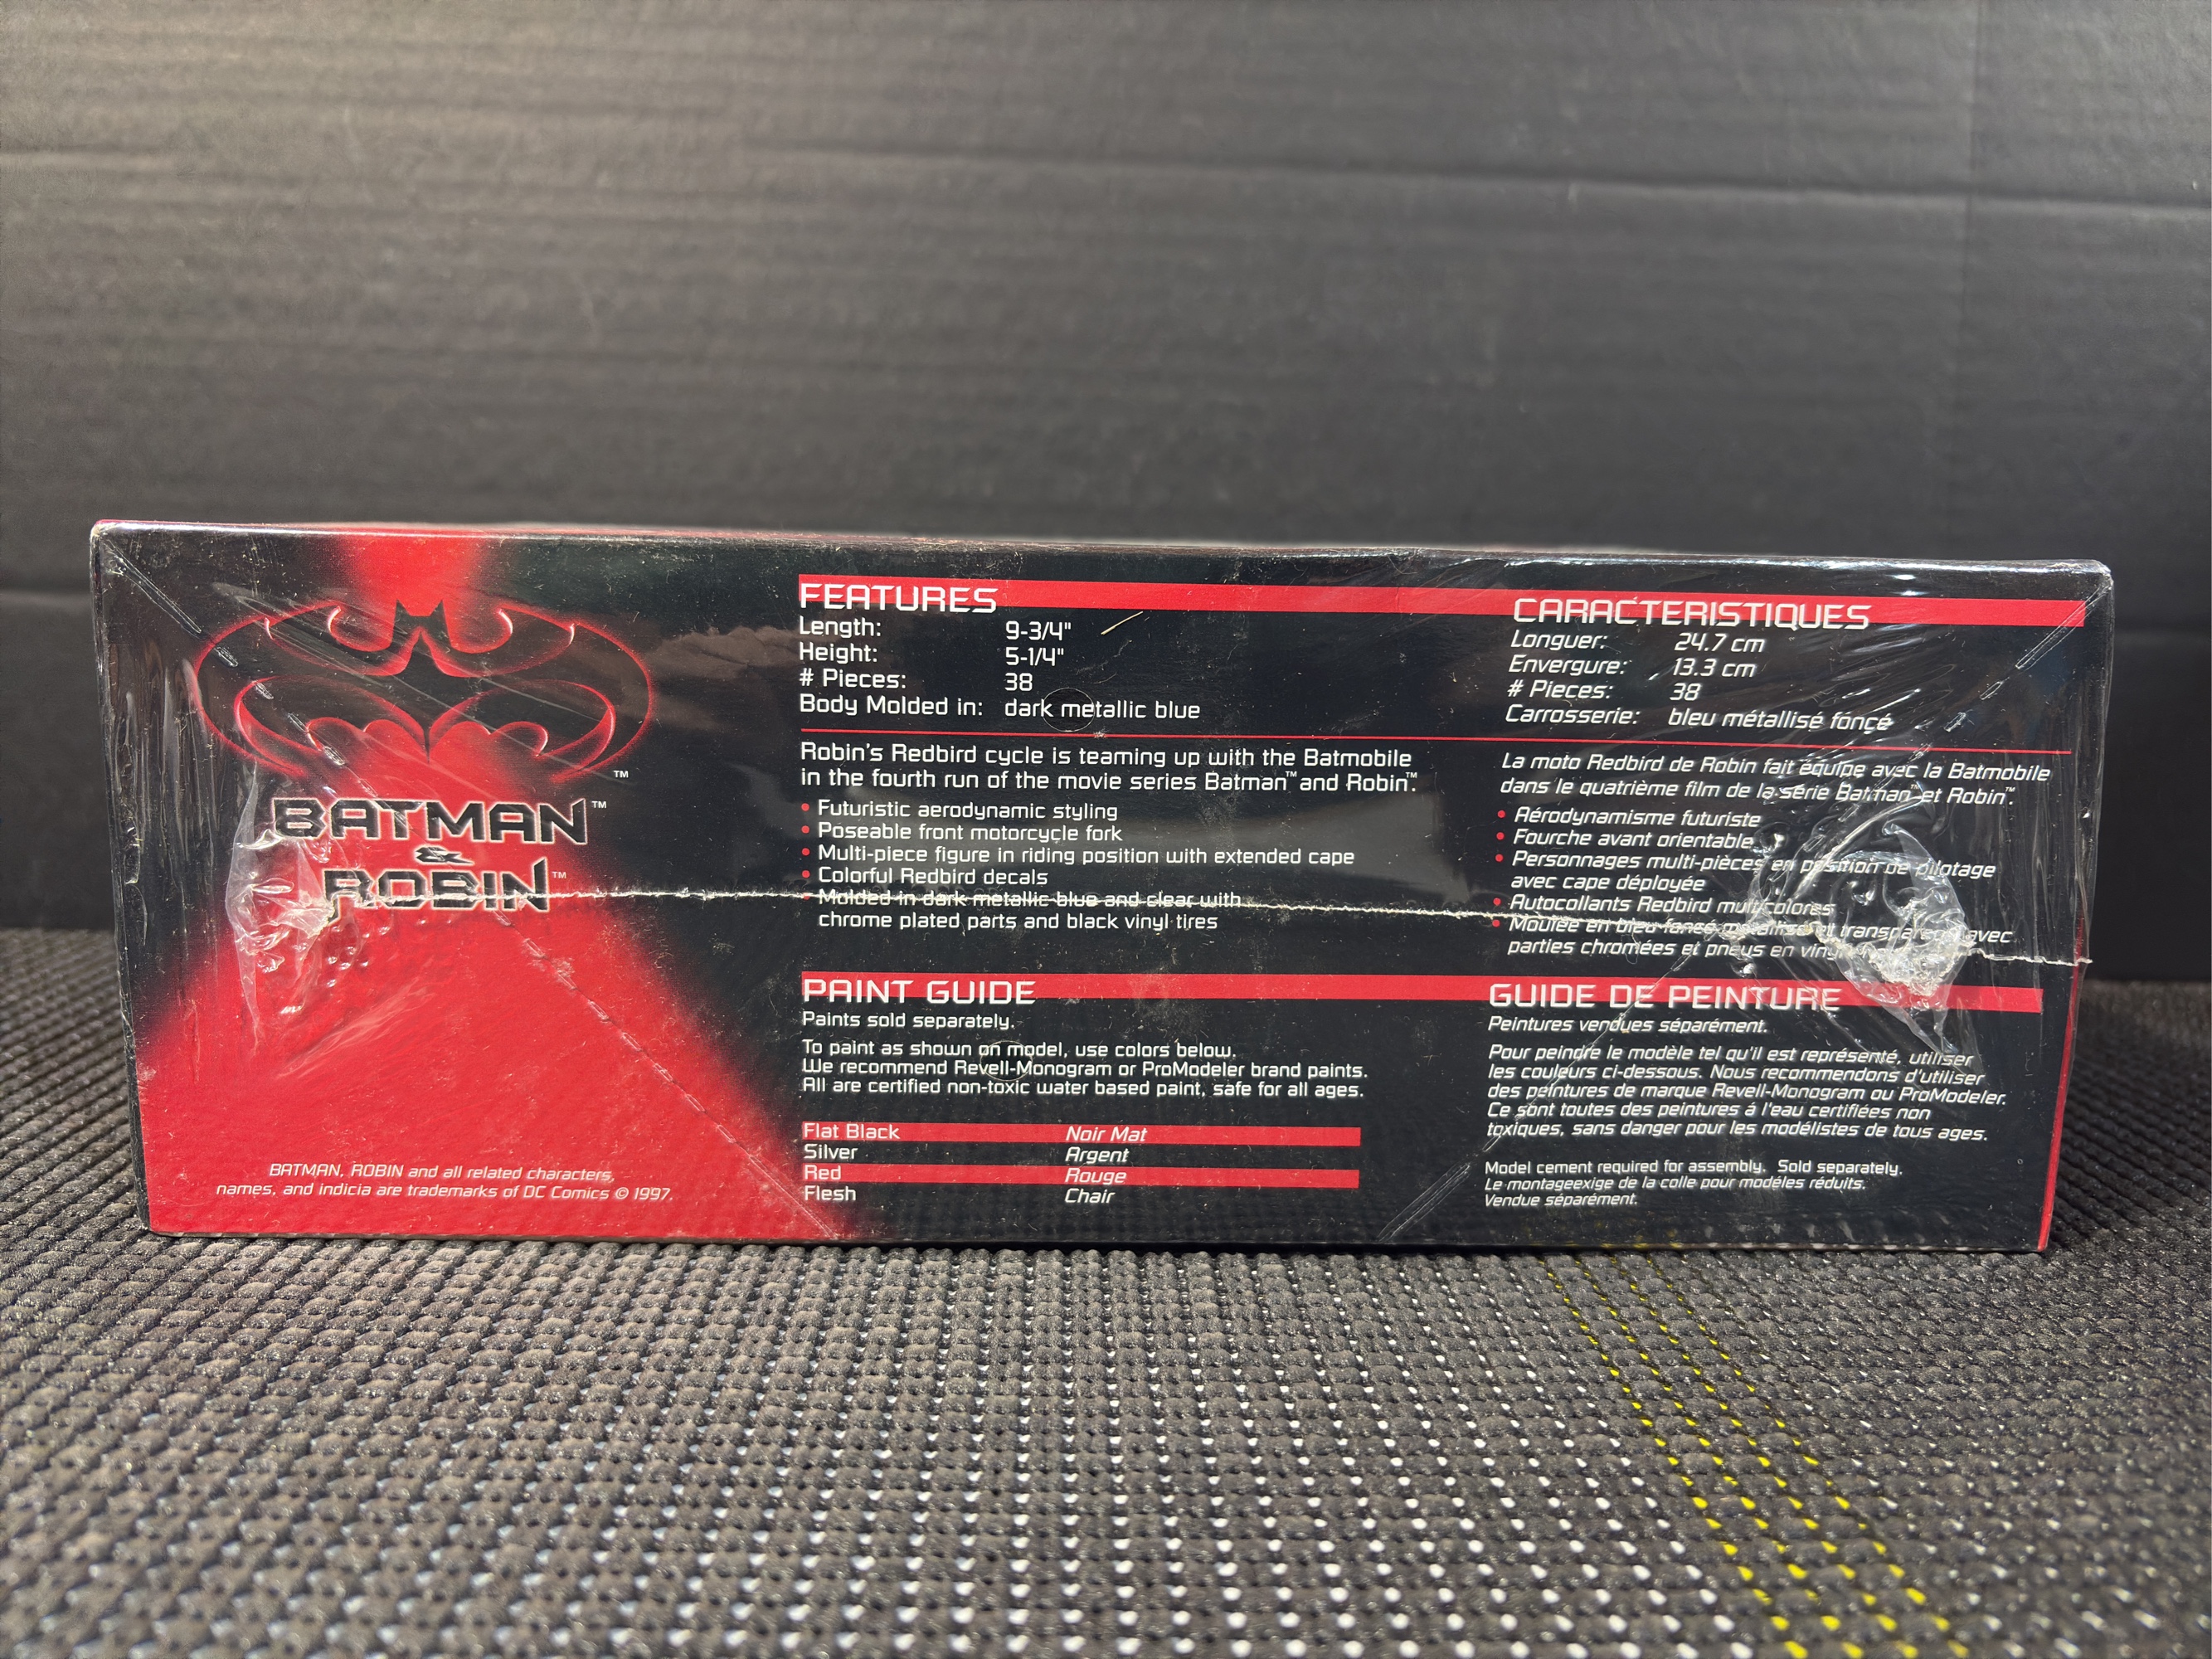 BATMAN™
&
ROBIN™
™
BATMAN, ROBIN and all related characters,
names, and indicia are trademarks of DC Comics © 1997.
FEATURES
Length: 9-3/4"
Height: 5-1/4"
# Pieces: 38
Body Molded in: dark metallic blue
Robin's Redbird cycle is teaming up with the Batmobile
in the fourth run of the movie series Batman™ and Robin™.
• Futuristic aerodynamic styling
• Poseable front motorcycle fork
• Multi-piece figure in riding position with extended cape
• Colorful Redbird decals
• Molded in dark metallic blue and clear with
chrome plated parts and black vinyl tires
PAINT GUIDE
Paints sold separately.
To paint as shown on model, use colors below.
We recommend Revell-Monogram or ProModeler brand paints.
All are certified non-toxic water based paint, safe for all ages.
Flat Black Noir Mat
Silver Argent
Red Rouge
Flesh Chair
CARACTERISTIQUES
Longuer: 24.7 cm
Envergure: 13.3 cm
# Pieces: 38
Carrosserie: bleu métallisé fonçé
La moto Redbird de Robin fait équipe avec la Batmobile
dans le quatrième film de la série Batman™ et Robin™.
• Aérodynamisme futuriste
• Fourche avant orientable
• Personnages multi-pièces en position de pilotage
avec cape déployée
• Autocollants Redbird multicolores
• Moulée en bleu foncé métallisé et transparent avec
parties chromées et pneus en vinyl
GUIDE DE PEINTURE
Peintures vendues séparément.
Pour peindre le modèle tel qu'il est représenté, utiliser
les couleurs ci-dessous. Nous recommendons d'utiliser
des peintures de marque Revell-Monogram ou ProModeler.
Ce sont toutes des peintures á l'eau certifiées non
toxiques, sans danger pour les modélistes de tous ages.
Model cement required for assembly. Sold separately.
Le montageexige de la colle pour modéles réduits.
Vendue séparément.